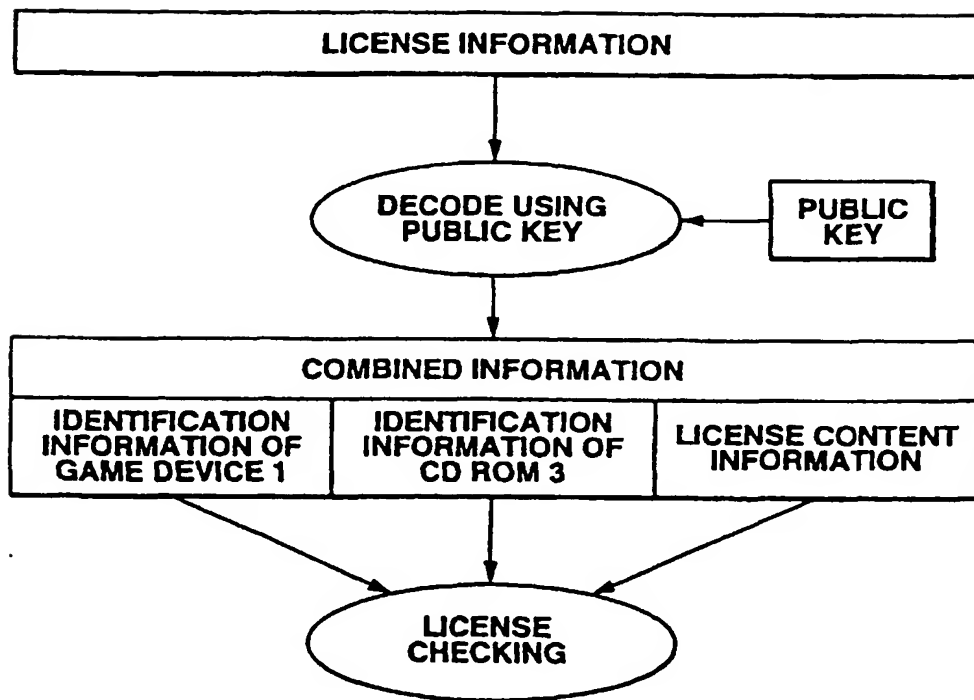 LICENSE INFORMATION
DECODE USING
PUBLIC KEY
PUBLIC
KEY
COMBINED INFORMATION
IDENTIFICATION
INFORMATION OF
GAME DEVICE 1
IDENTIFICATION
INFORMATION OF
CD ROM 3
LICENSE CONTENT
INFORMATION
LICENSE
CHECKING